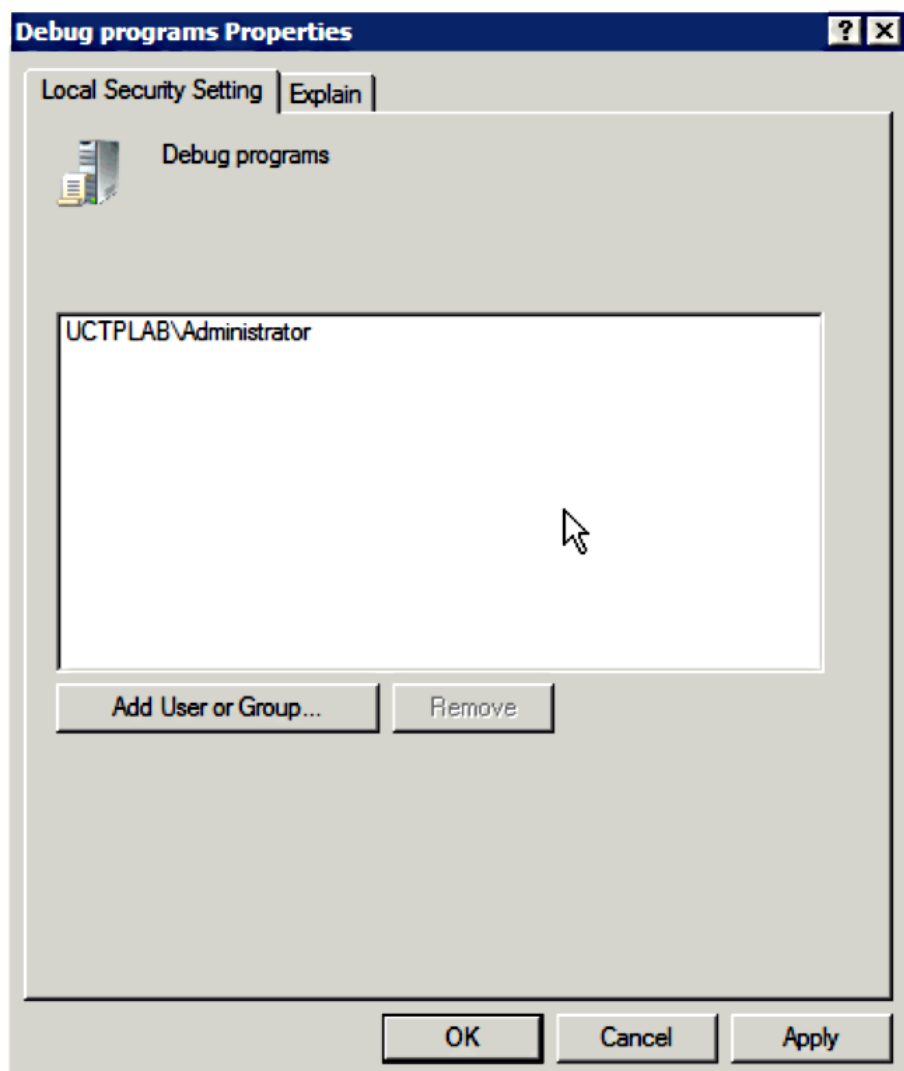 Debug programs Properties
Local Security Setting
Explain
Debug programs
UCTPLAB\Administrator
Add User or Group...
Remove
OK
Cancel
Apply